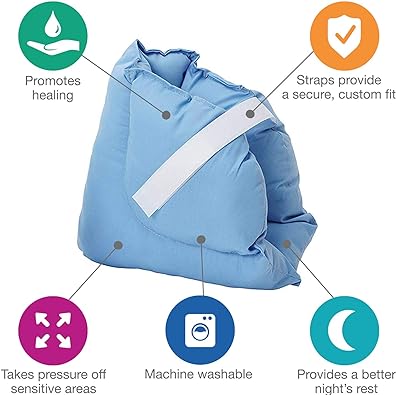 Promotes
healing
Straps provide
a secure, custom fit
Takes pressure off
sensitive areas
Machine washable
Provides a better
night's rest